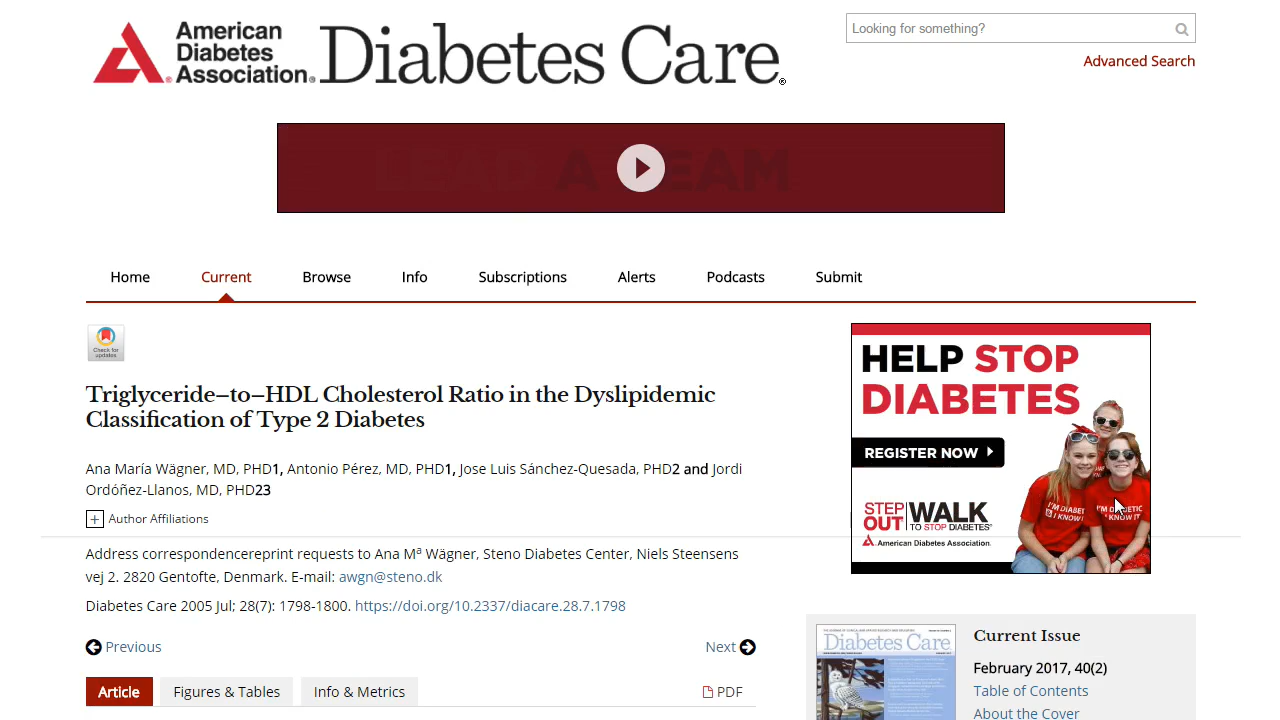 American
Diabetes
Association®
Diabetes Care®
Looking for something?
Advanced Search
LEAD A TEAM
Home Current Browse Info Subscriptions Alerts Podcasts Submit
Check for
updates
Triglyceride–to–HDL Cholesterol Ratio in the Dyslipidemic
Classification of Type 2 Diabetes
Ana María Wägner, MD, PHD1, Antonio Pérez, MD, PHD1, Jose Luis Sánchez-Quesada, PHD2 and Jordi
Ordóñez-Llanos, MD, PHD23
+ Author Affiliations
Address correspondencereprint requests to Ana Mª Wägner, Steno Diabetes Center, Niels Steensens
vej 2. 2820 Gentofte, Denmark. E-mail: awgn@steno.dk
Diabetes Care 2005 Jul; 28(7): 1798-1800. https://doi.org/10.2337/diacare.28.7.1798
Previous
Next
Article Figures & Tables Info & Metrics PDF
HELP STOP
DIABETES
REGISTER NOW
STEP
OUT
WALK
TO STOP DIABETES®
American Diabetes Association.
I'M DIABETIC
& I KNOW IT
Diabetes Care
Current Issue
February 2017, 40(2)
Table of Contents
About the Cover